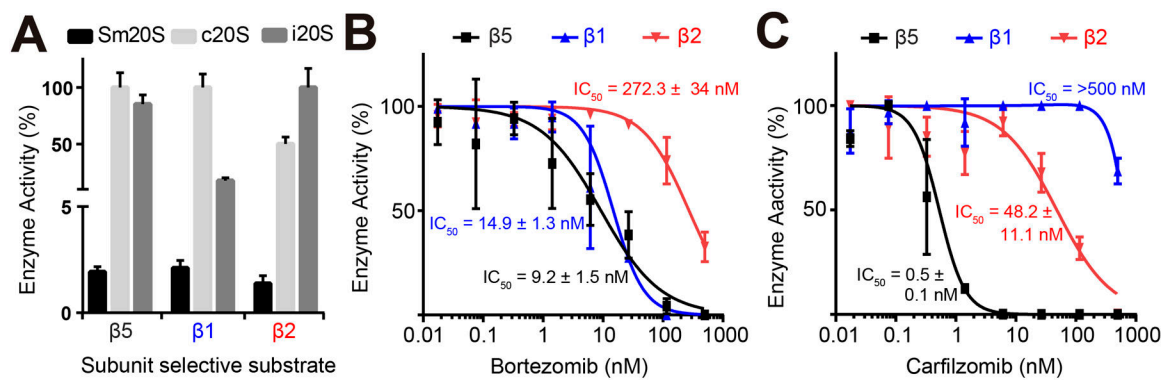 A
Sm20S c20S i20S
Enzyme Activity (%)
100
50
5
0
β5 β1 β2
Subunit selective substrate
B
β5 β1 β2
Enzyme Activity (%)
100
50
IC50 = 272.3 ± 34 nM
IC50 = 14.9 ± 1.3 nM
IC50 = 9.2 ± 1.5 nM
0.01 0.1 1 10 100 1000
Bortezomib (nM)
C
β5 β1 β2
Enzyme Aactivity (%)
100
50
IC50 = >500 nM
IC50 = 48.2 ±
11.1 nM
IC50 = 0.5 ±
0.1 nM
0.01 0.1 1 10 100 1000
Carfilzomib (nM)